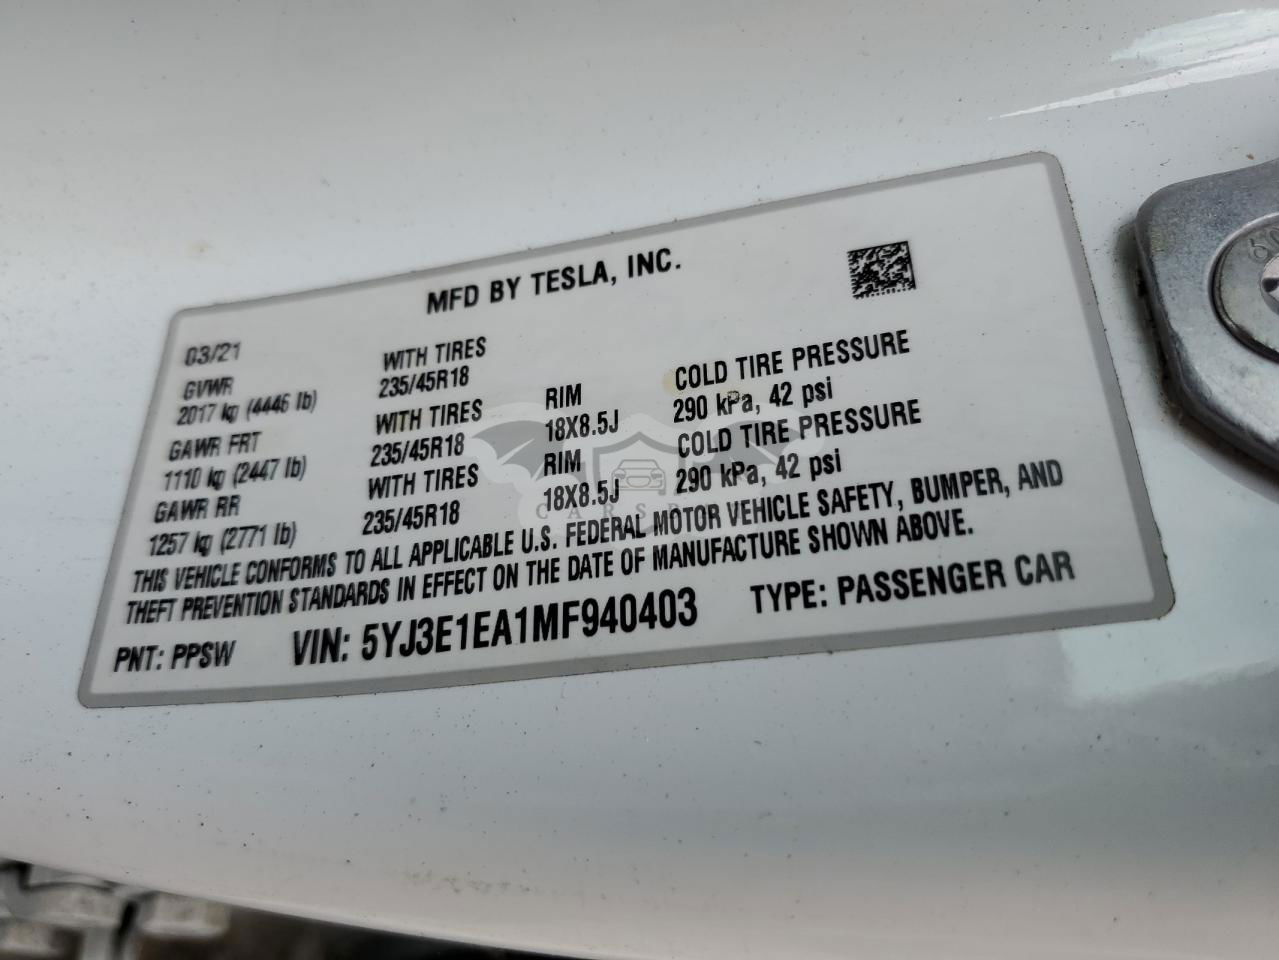 MFD BY TESLA, INC.
03/21
GVWR
2017 kg (4446 lb)
GAWR FRT
1110 kg (2447 lb)
GAWR RR
1257 kg (2771 lb)
WITH TIRES
235/45R18
WITH TIRES
235/45R18
WITH TIRES
235/45R18
RIM
18X8.5J
RIM
18X8.5J
COLD TIRE PRESSURE
290 kPa, 42 psi
COLD TIRE PRESSURE
290 kPa, 42 psi
THIS VEHICLE CONFORMS TO ALL APPLICABLE U.S. FEDERAL MOTOR VEHICLE SAFETY, BUMPER, AND
THEFT PREVENTION STANDARDS IN EFFECT ON THE DATE OF MANUFACTURE SHOWN ABOVE.
PNT: PPSW VIN: 5YJ3E1EA1MF940403 TYPE: PASSENGER CAR